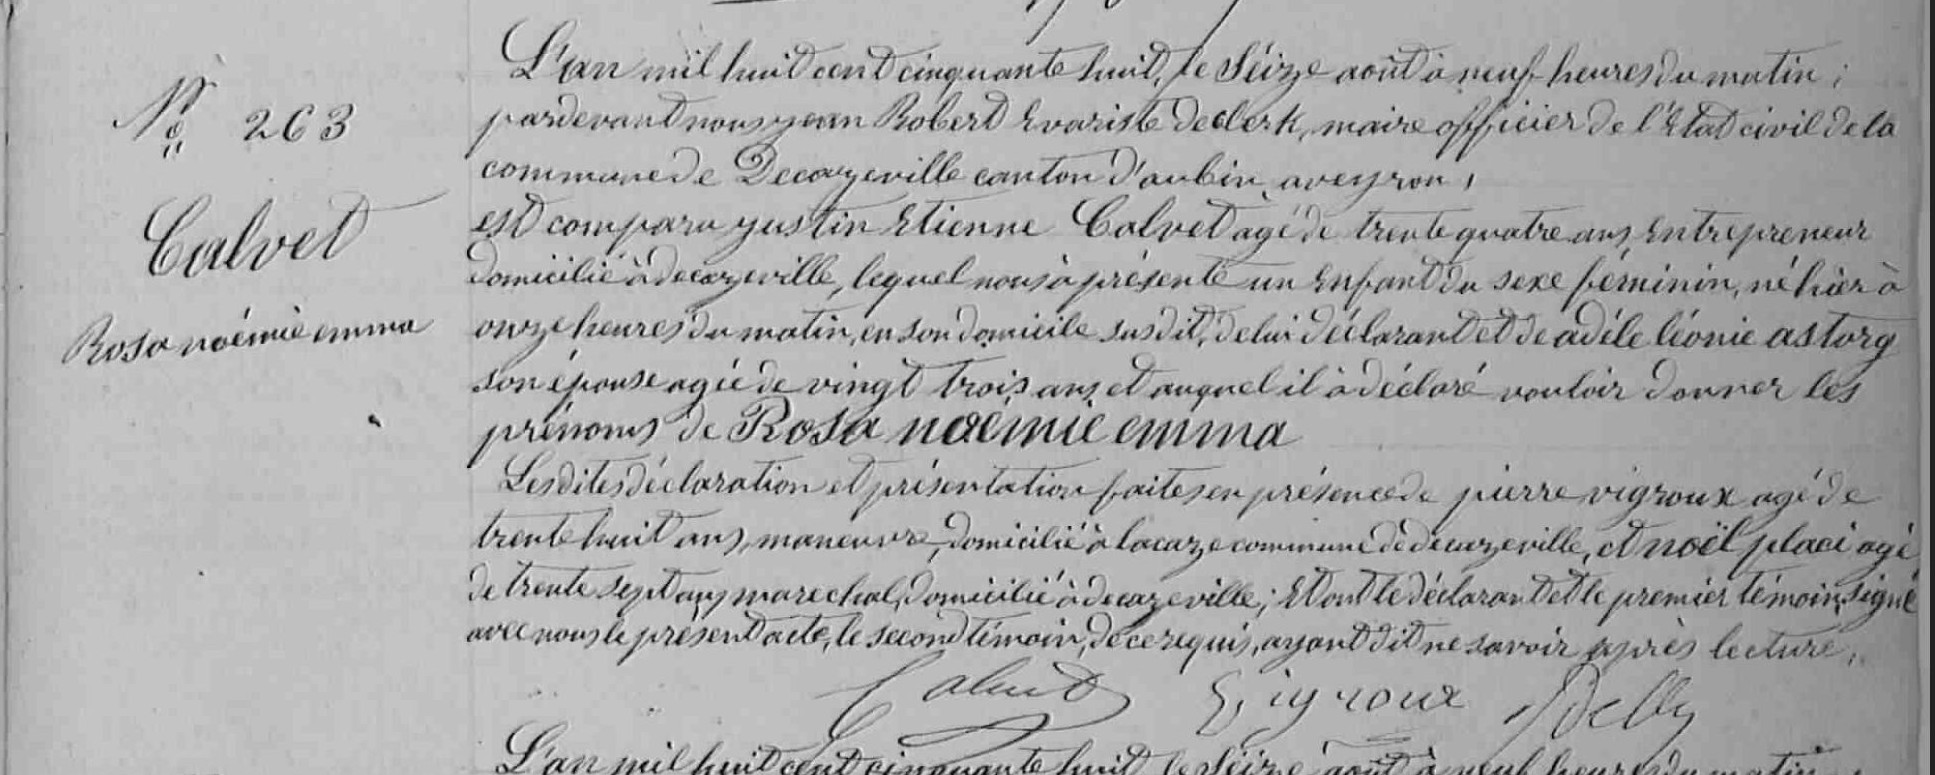 N° 263
Calvet
Rosa noémie emma
L'an mil huit cent cinquante huit, le Seize août à neuf heures du matin;
pardevant nous jean Robert Evariste deClerk, maire officier de l'Etat civil de la
commune de Decazeville canton d'aubin, aveyron,
est comparu justin Etienne Calvet agé de trente quatre ans Entrepreneur
domicilié à decazeville, lequel nous à présenté un Enfant du sexe féminin, né hier à
onze heures du matin, en son domicile susdit, de lui déclarant et de adèle léonie astorg
son épouse agée de vingt trois ans et auquel il à déclaré vouloir donner les
prénoms de Rosa noémie emma
Les dites déclaration et présentation faites en présence de pierre vigroux agé de
trente huit ans, maneuvre, domicilié à lacaze commune de decazeville, et noël placi agé
de trente sept ans marechal, domicilié à decazeville; Et ont le déclarant et le premier témoin, signé
avec nous le présent acte, le second témoin, de ce requis, ayant dit ne savoir après lecture,
Calvet Vigroux
L'an mil huit cent cinquante huit le Seize août à neuf heures du matin